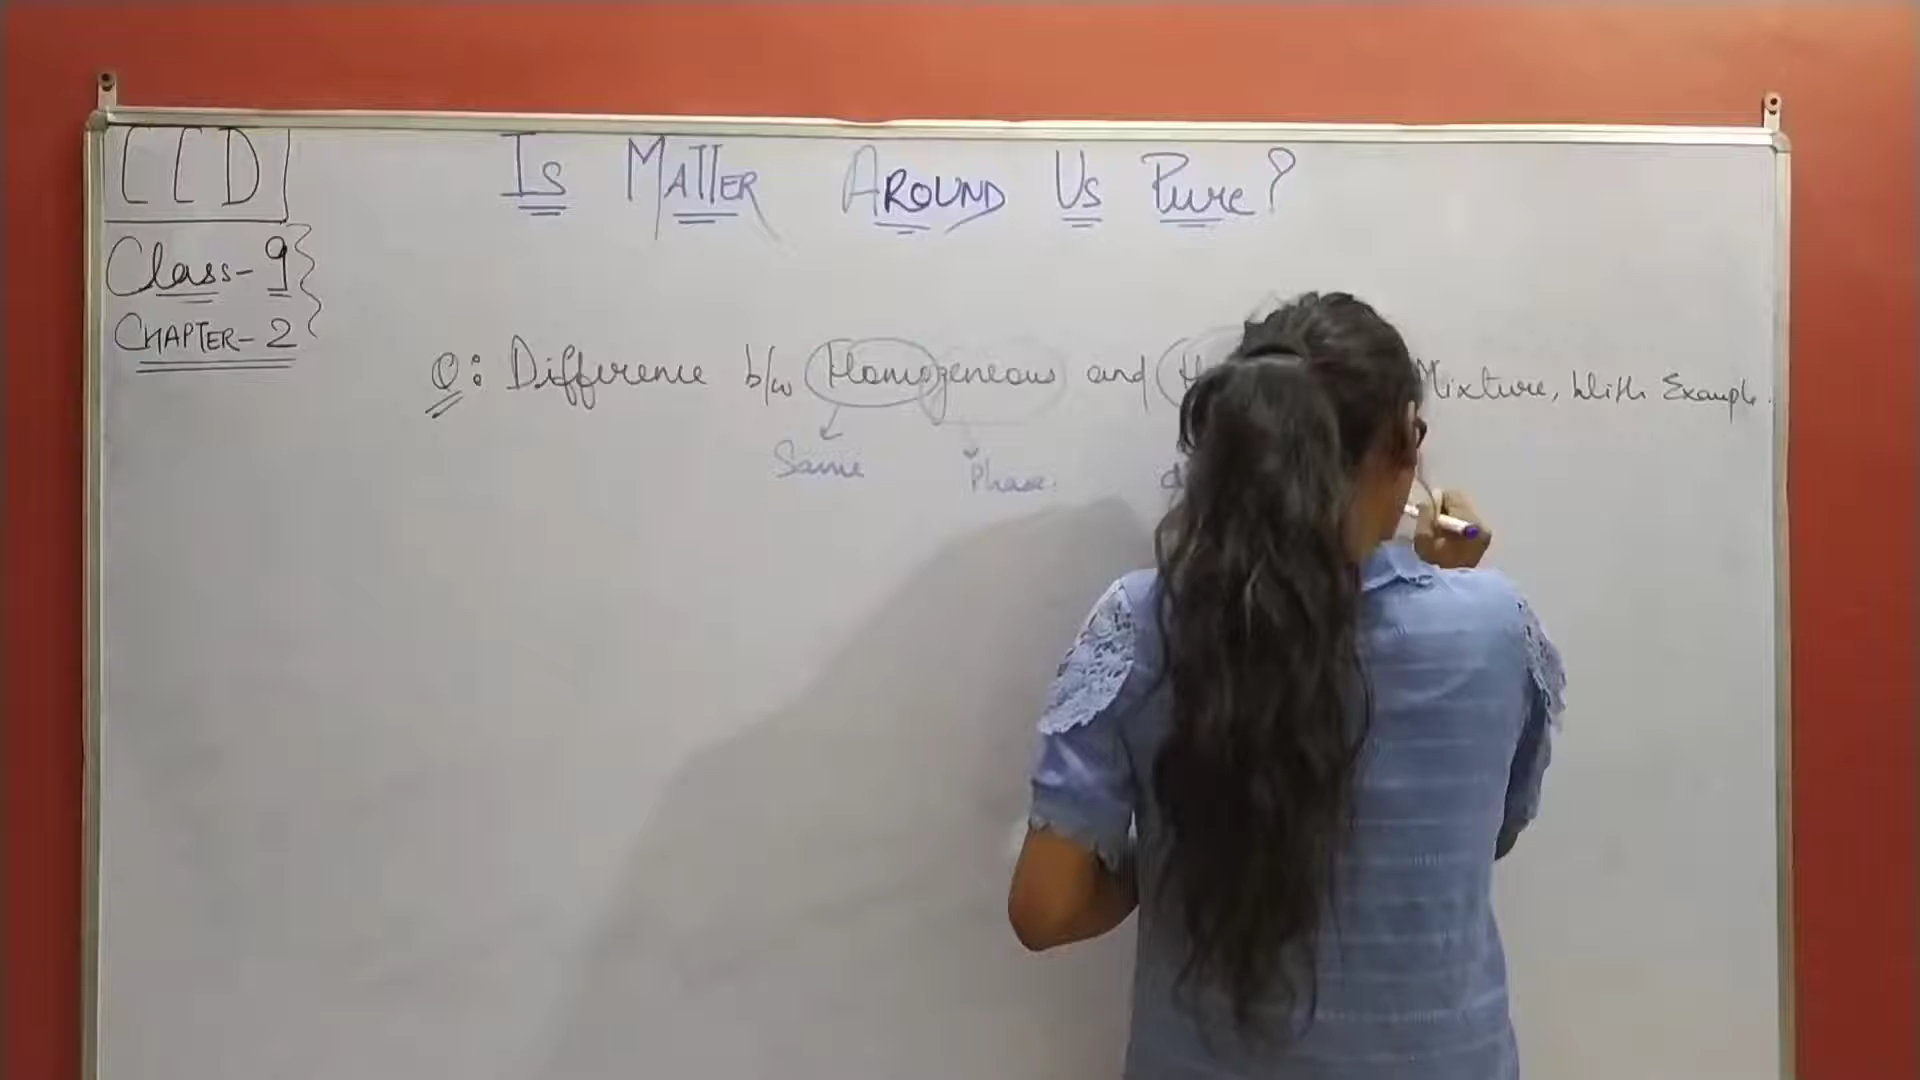 CCD
Is MATTER AROUND Us Pure?
Class-9
CHAPTER-2
Q: Difference b/w Homogeneous and H Mixture, With Example.
Same Phase. d